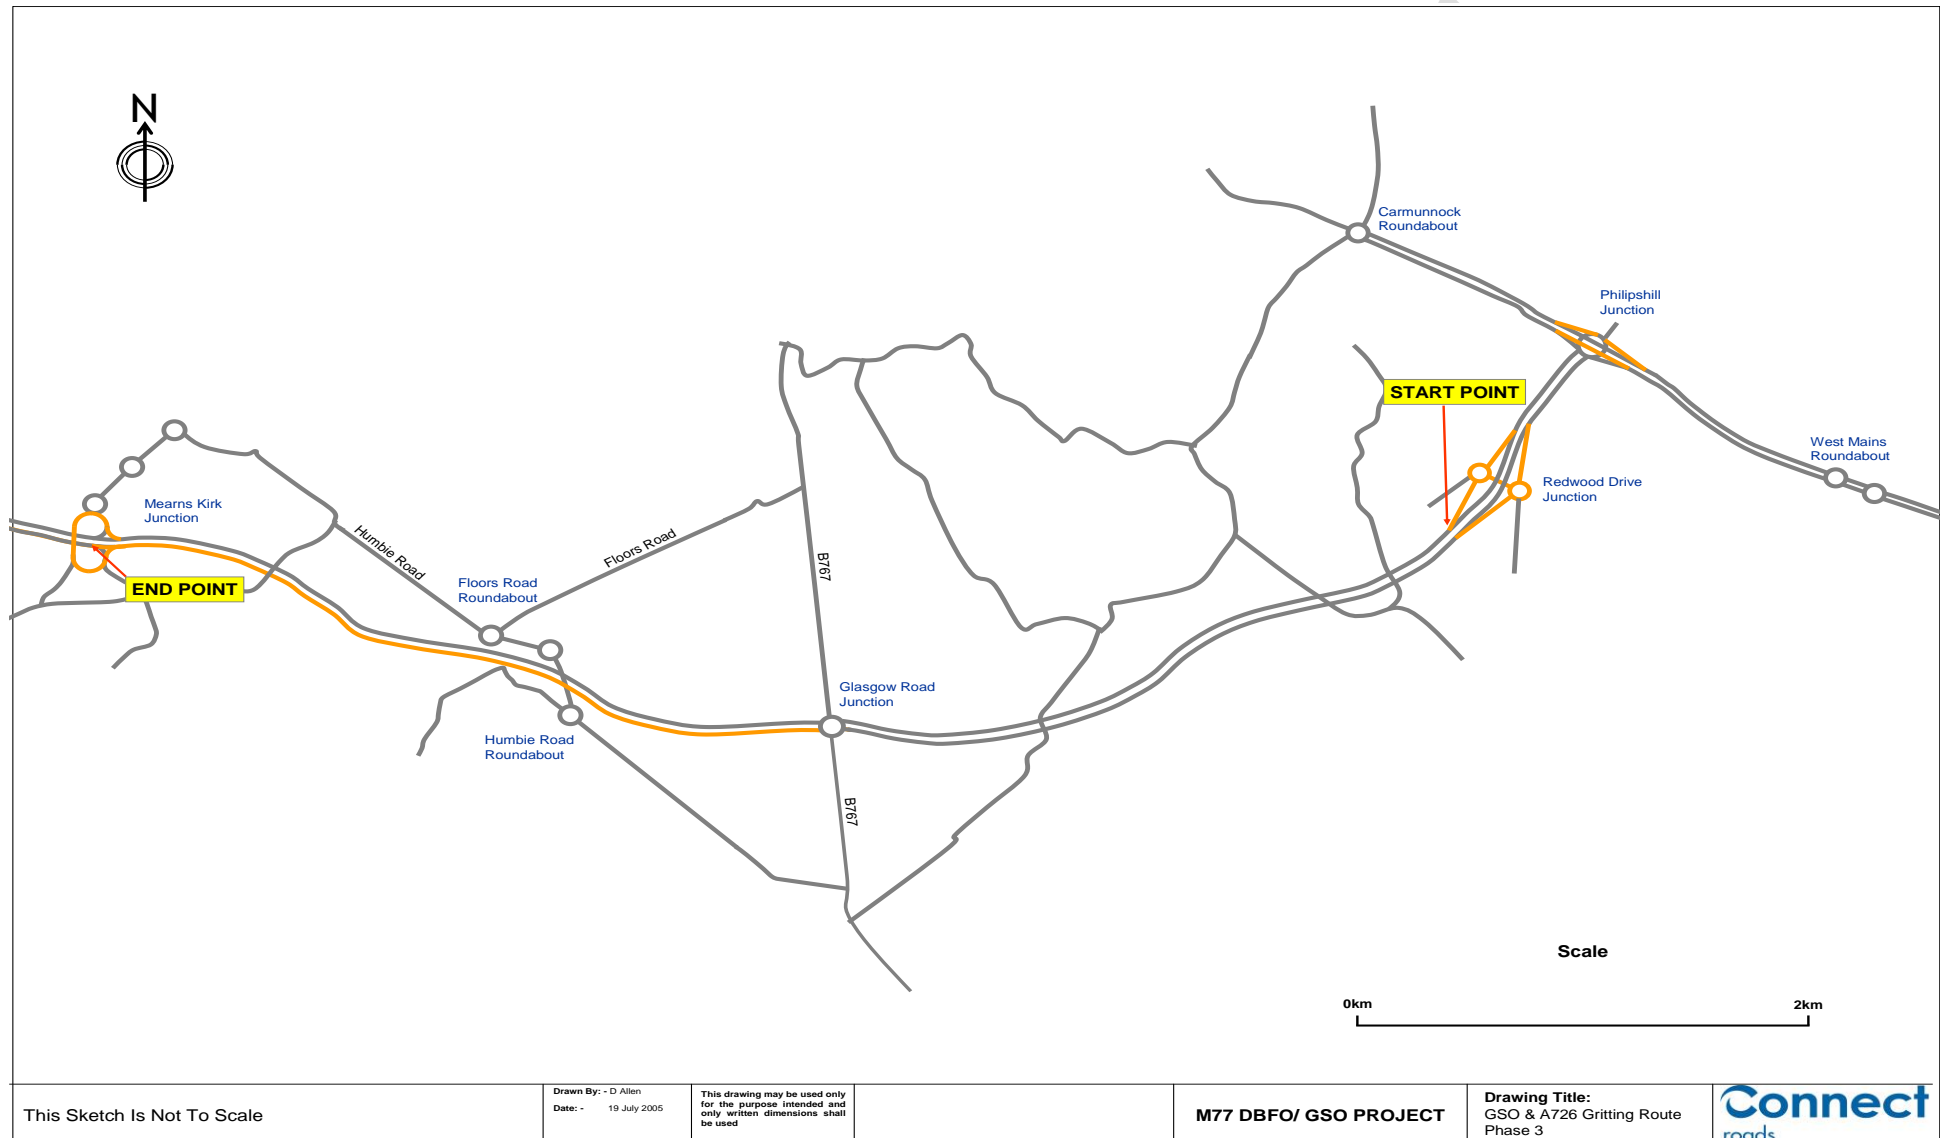 N
Carmunnock
Roundabout
Philipshill
Junction
START POINT
West Mains
Roundabout
Redwood Drive
Junction
Mearns Kirk
Junction
Humbie Road
Floors Road
B767
END POINT
Floors Road
Roundabout
Glasgow Road
Junction
Humbie Road
Roundabout
B767
Scale
0km
2km
This Sketch Is Not To Scale
Drawn By: - D Allen
Date: - 19 July 2005
This drawing may be used only
for the purpose intended and
only written dimensions shall
be used
M77 DBFO/ GSO PROJECT
Drawing Title:
GSO & A726 Gritting Route
Phase 3
Connect
roads